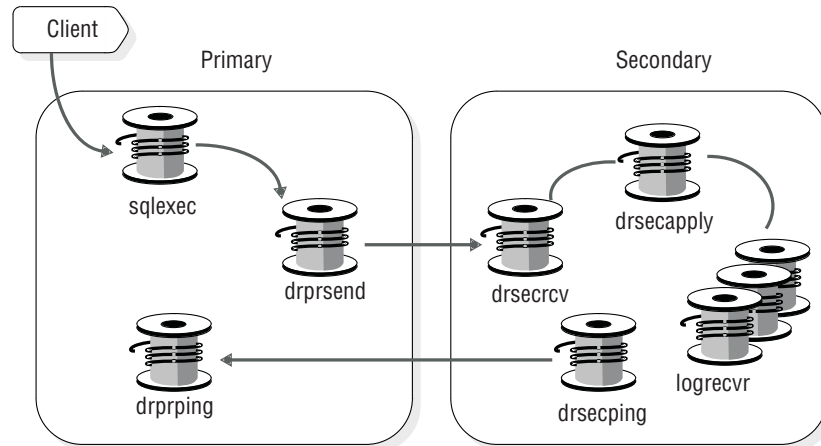 Client
Primary
Secondary
sqlexec
drprsend
drsecrcv
drsecapply
logrecvr
drprping
drsecping